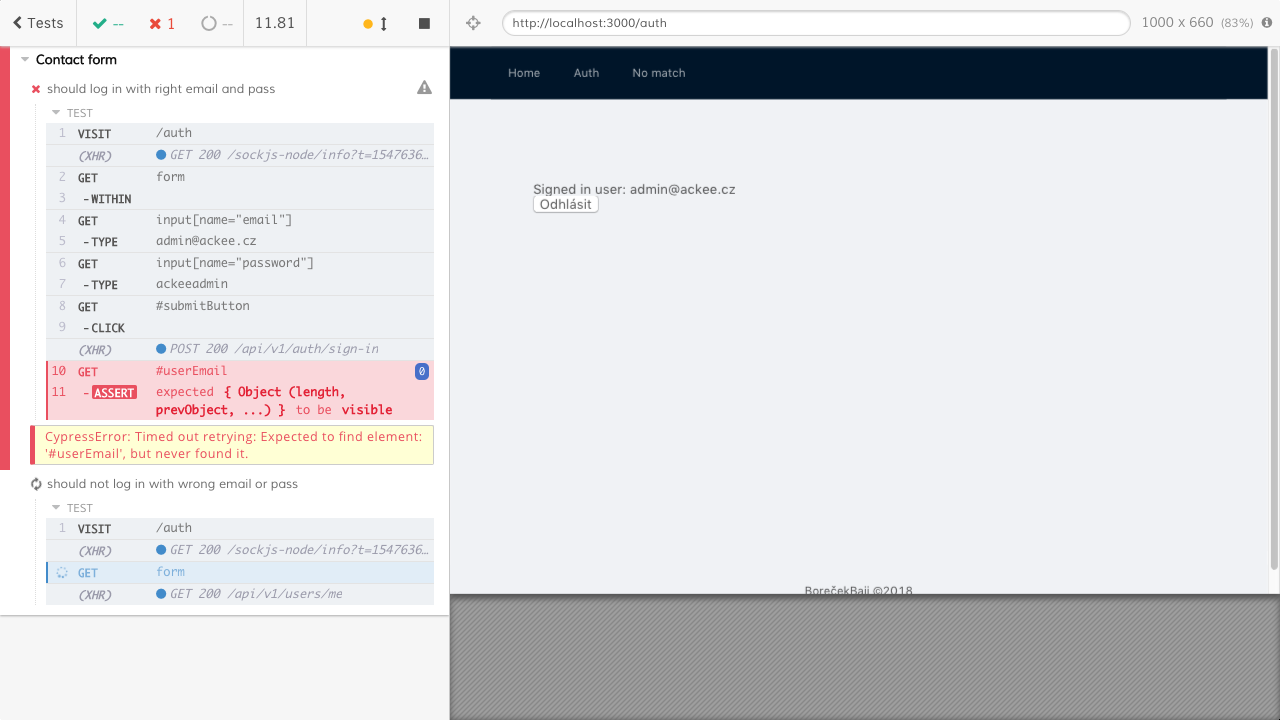 Tests -- 1 -- 11.81
http://localhost:3000/auth
1000 x 660 (83%)
Contact form
should log in with right email and pass
TEST
1 VISIT /auth
(XHR) GET 200 /sockjs-node/info?t=1547636…
2 GET form
3 -WITHIN
4 GET input[name="email"]
5 -TYPE admin@ackee.cz
6 GET input[name="password"]
7 -TYPE ackeeadmin
8 GET #submitButton
9 -CLICK
(XHR) POST 200 /api/v1/auth/sign-in
10 GET #userEmail 0
11 -ASSERT expected { Object (length,
prevObject, ...) } to be visible
CypressError: Timed out retrying: Expected to find element:
'#userEmail', but never found it.
should not log in with wrong email or pass
TEST
1 VISIT /auth
(XHR) GET 200 /sockjs-node/info?t=1547636…
GET form
(XHR) GET 200 /api/v1/users/me
Home Auth No match
Signed in user: admin@ackee.cz
Odhlásit
BorečekBaji ©2018